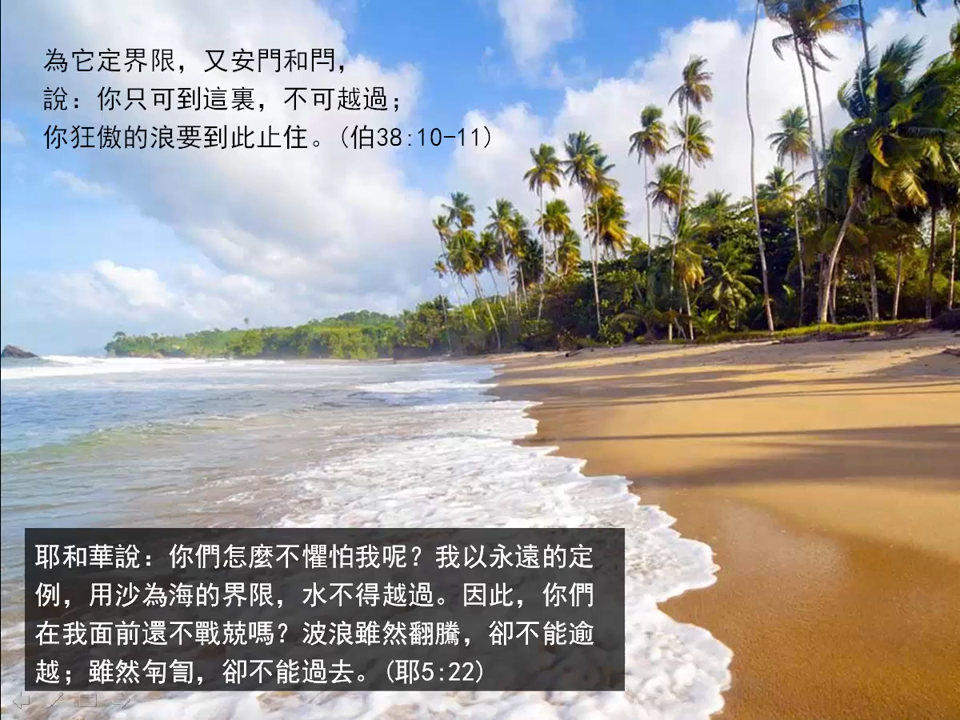 為它定界限，又安門和閂，
說：你只可到這裏，不可越過；
你狂傲的浪要到此止住。(伯38:10-11)
耶和華說：你們怎麼不懼怕我呢？我以永遠的定
例，用沙為海的界限，水不得越過。因此，你們
在我面前還不戰兢嗎？波浪雖然翻騰，卻不能逾
越；雖然匉訇，卻不能過去。(耶5:22)